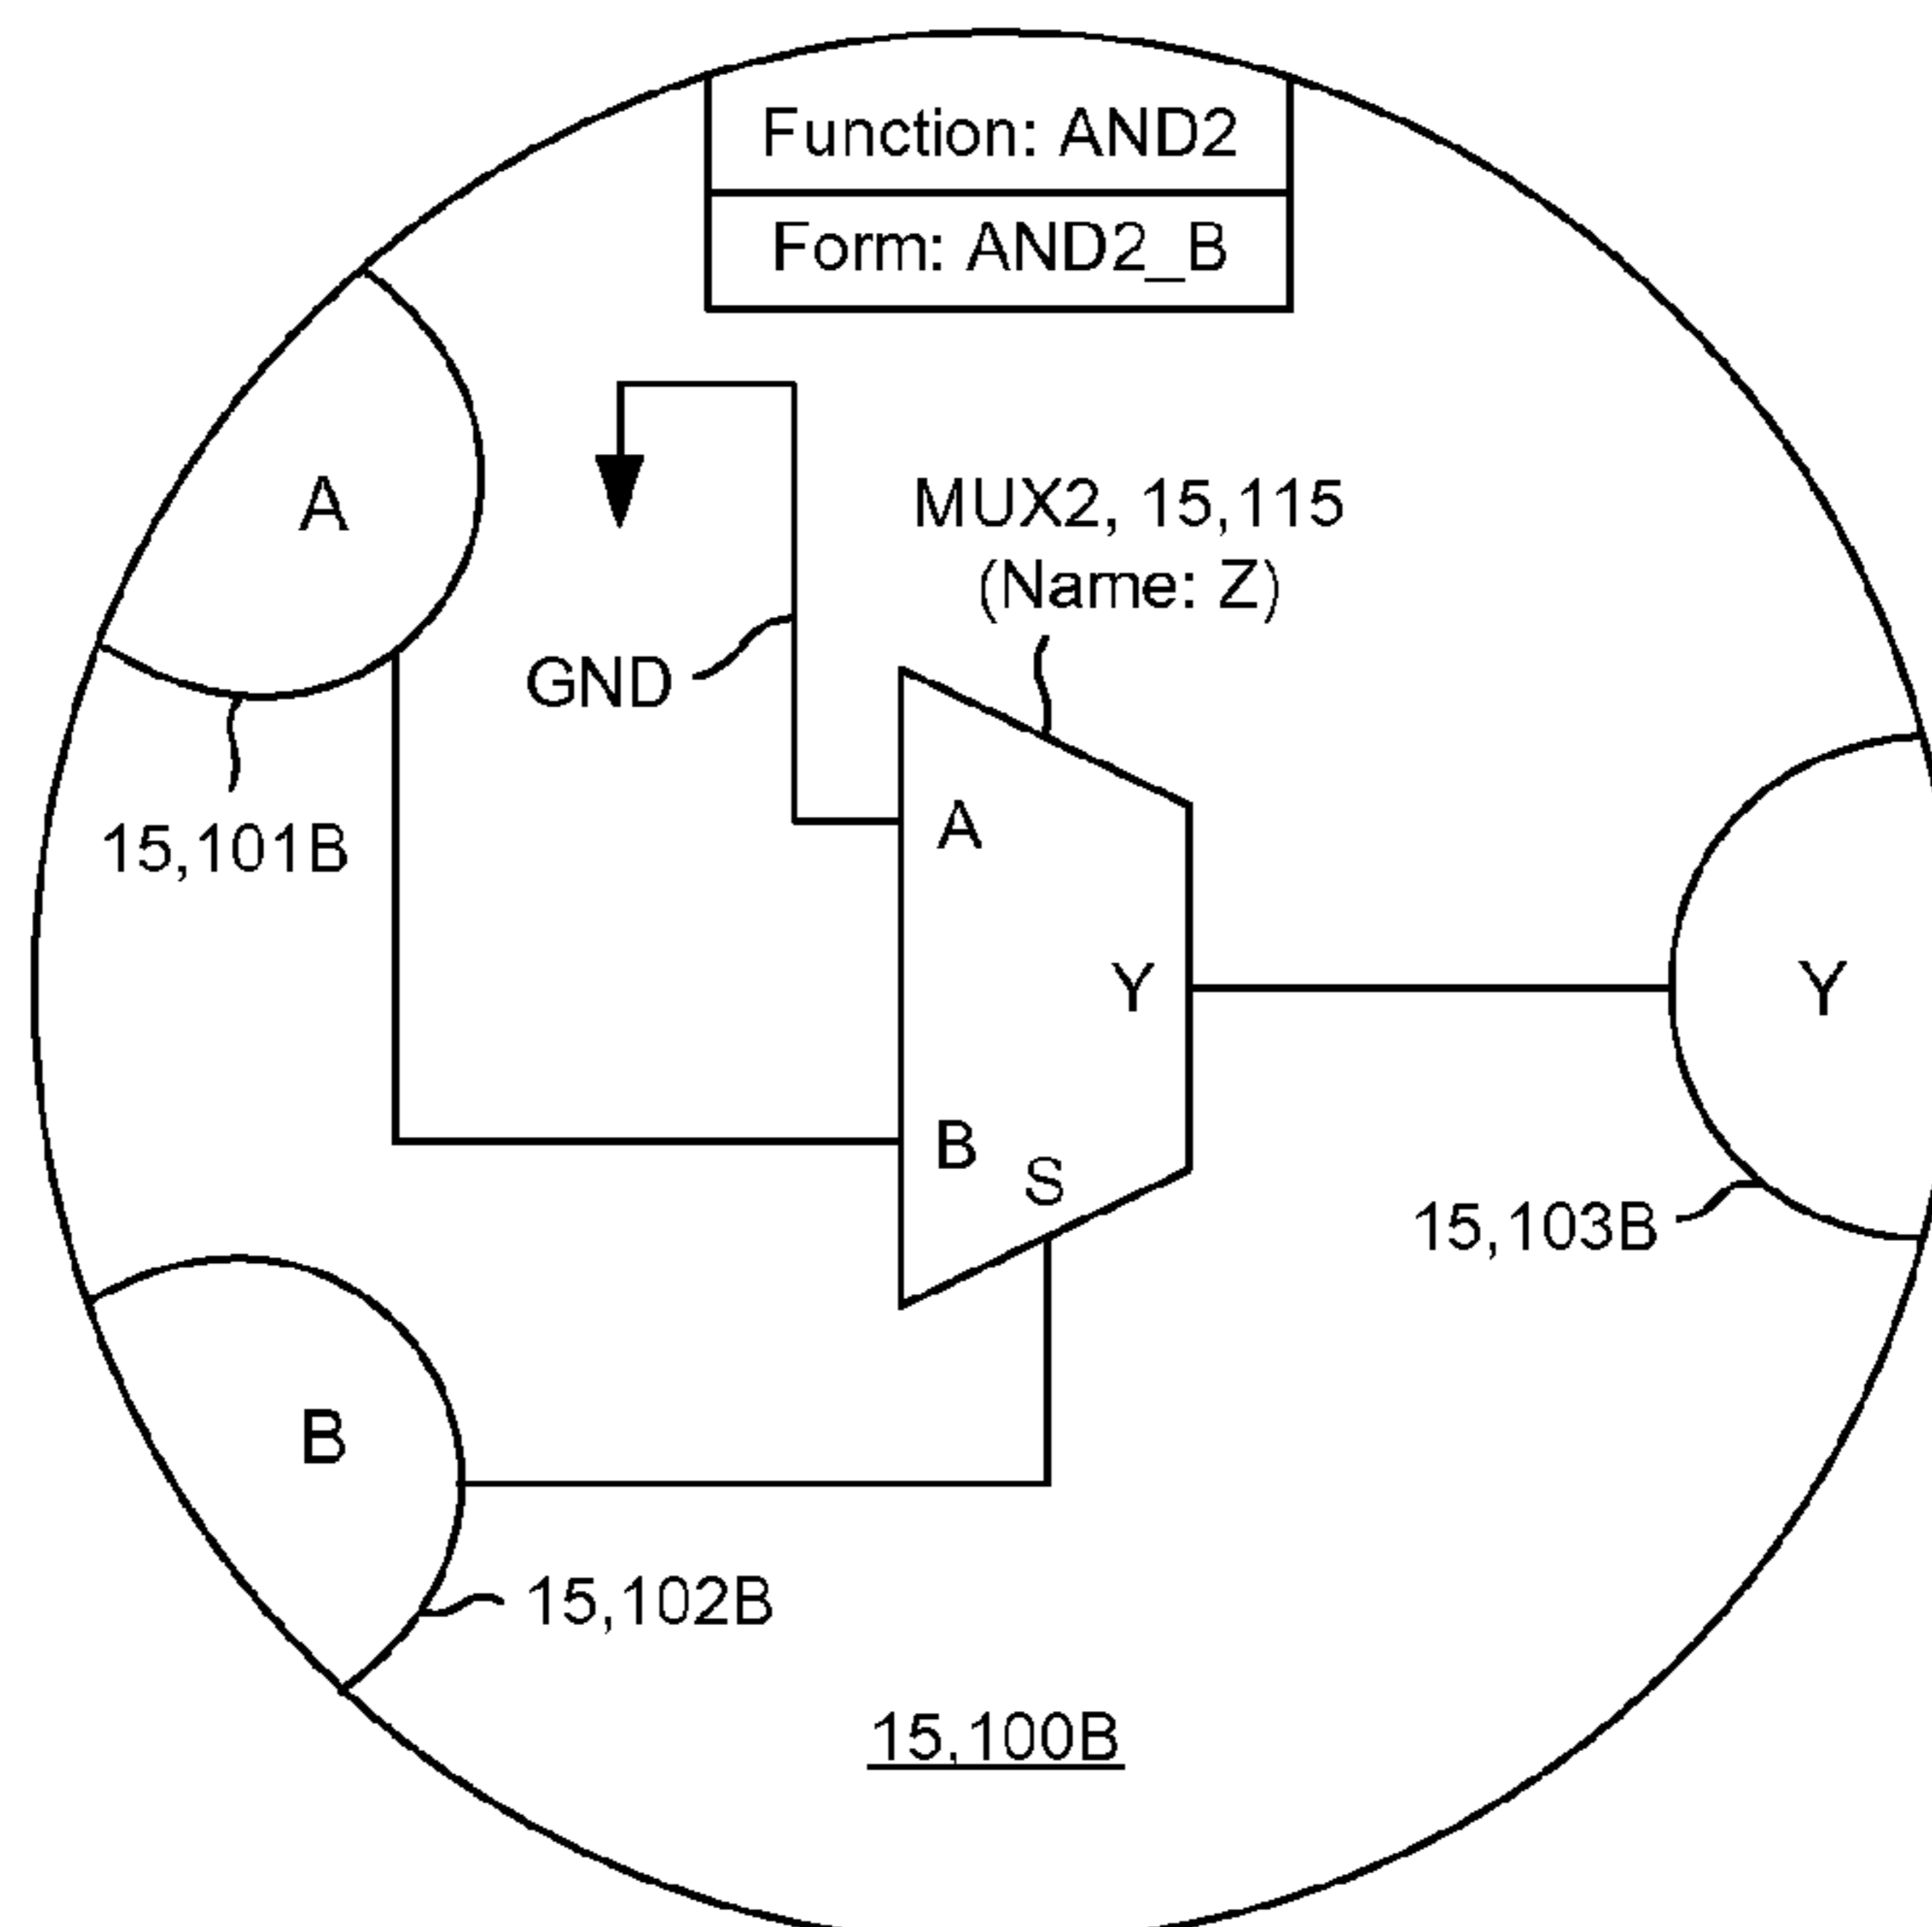 Function: AND2
Form: AND2_B
A
MUX2, 15,115
(Name: Z)
GND
15,101B
A
Y
Y
B
S
15,103B
B
15,102B
15,100B